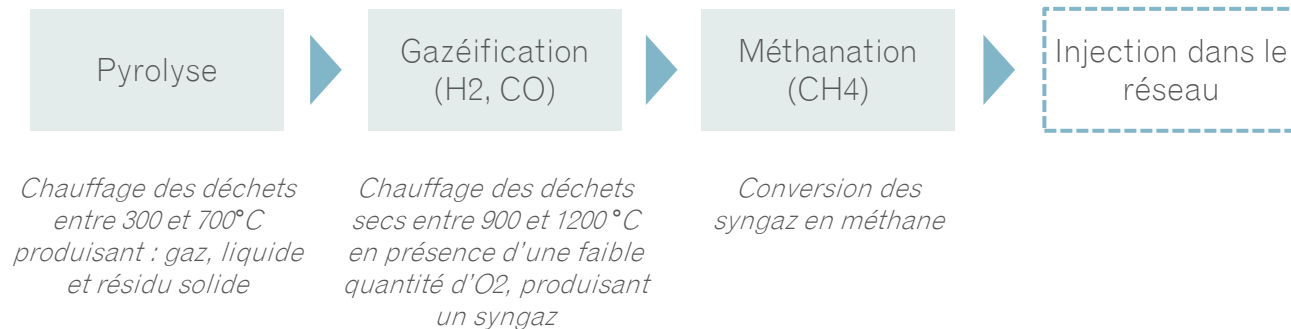 Pyrolyse
Gazéification
(H2, CO)
Méthanation
(CH4)
Injection dans le
réseau
Chauffage des déchets
entre 300 et 700°C
produisant : gaz, liquide
et résidu solide
Chauffage des déchets
secs entre 900 et 1200 °C
en présence d'une faible
quantité d'O2, produisant
un syngaz
Conversion des
syngaz en méthane